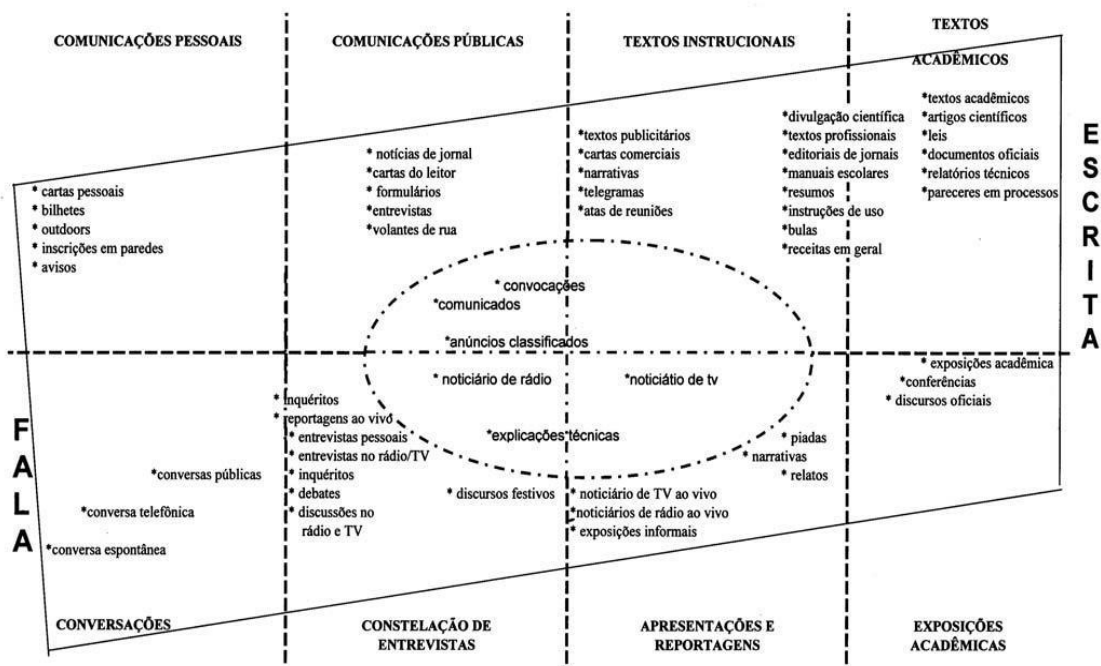 COMUNICAÇÕES PESSOAIS
COMUNICAÇÕES PÚBLICAS
TEXTOS INSTRUCIONAIS
TEXTOS
ACADÊMICOS
* cartas pessoais
* bilhetes
* outdoors
* inscrições em paredes
* avisos
* notícias de jornal
*cartas do leitor
* formulários
*entrevistas
*volantes de rua
*textos publicitários
*cartas comerciais
*narrativas
*telegramas
*atas de reuniões
*divulgação científica
*textos profissionais
*editoriais de jornais
*manuais escolares
*resumos
*instruções de uso
*bulas
*receitas em geral
*textos acadêmicos
*artigos científicos
*leis
*documentos oficiais
*relatórios técnicos
*pareceres em processos
ESCRITA
* convocações
*comunicados
*anúncios classificados
*noticiário de rádio
*noticiátio de tv
*explicações técnicas
FALA
*conversas públicas
*conversa telefônica
*conversa espontânea
* inquéritos
* reportagens ao vivo
* entrevistas pessoais
* entrevistas no rádio/TV
* inquéritos
* debates
* discussões no
rádio e TV
* discursos festivos
* piadas
* narrativas
* relatos
* noticiário de TV ao vivo
*noticiários de rádio ao vivo
* exposições informais
* exposições acadêmica
*conferências
* discursos oficiais
CONVERSAÇÕES
CONSTELAÇÃO DE
ENTREVISTAS
APRESENTAÇÕES E
REPORTAGENS
EXPOSIÇÕES
ACADÊMICAS